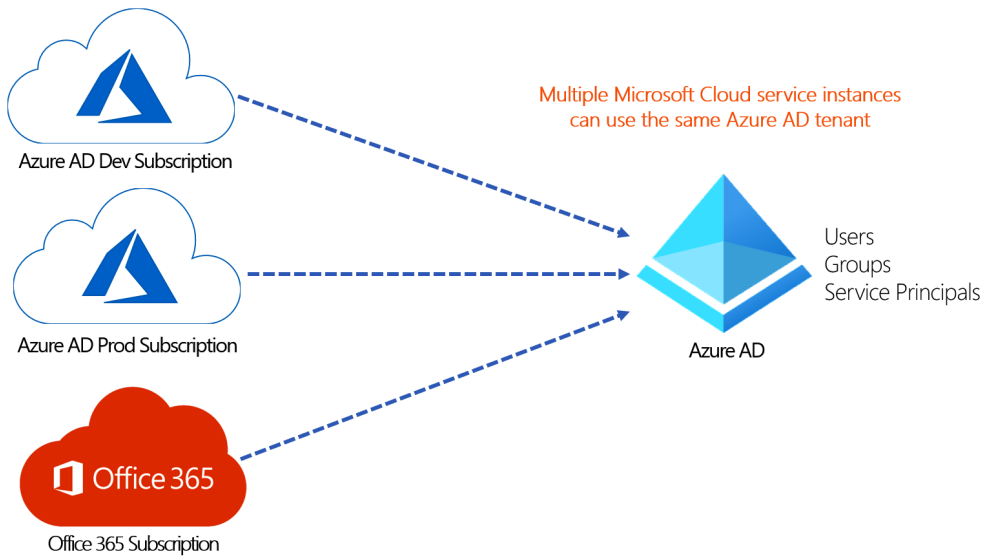 Multiple Microsoft Cloud service instances
can use the same Azure AD tenant
Azure AD Dev Subscription
Azure AD Prod Subscription
Office 365
Office 365 Subscription
Users
Groups
Service Principals
Azure AD